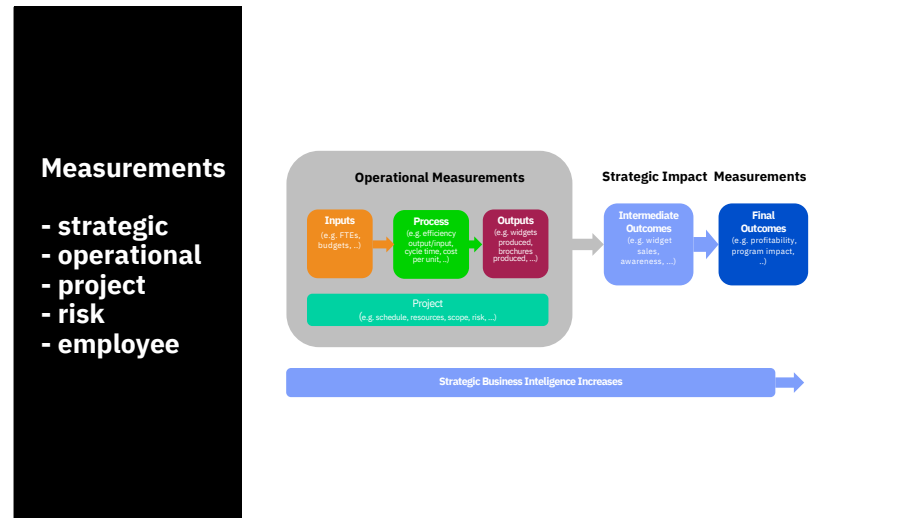 Measurements
- strategic
- operational
- project
- risk
- employee
Operational Measurements
Inputs
(e.g. FTEs,
budgets, ..)
Process
(e.g. efficiency
output/input,
cycle time, cost
per unit, ..)
Outputs
(e.g. widgets
produced,
brochures
produced, ...)
Project
(e.g. schedule, resources, scope, risk, ...)
Strategic Impact Measurements
Intermediate
Outcomes
(e.g. widget
sales,
awareness, ...)
Final
Outcomes
(e.g. profitability,
program impact,
..)
Strategic Business Inteligence Increases